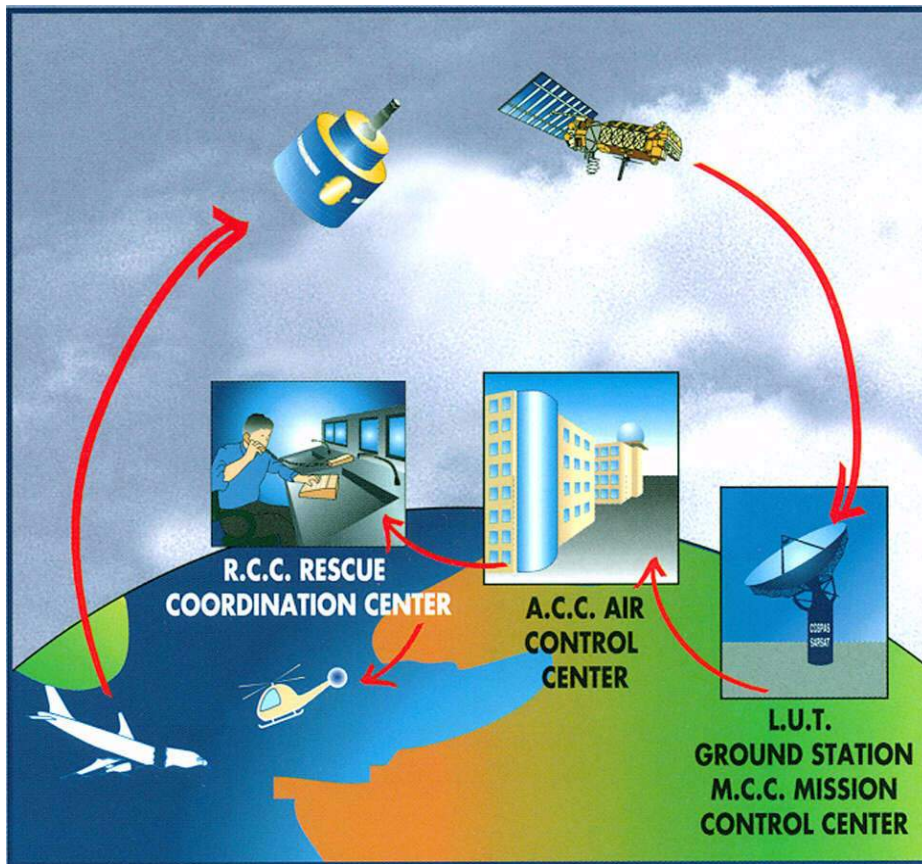 R.C.C. RESCUE
COORDINATION CENTER
A.C.C. AIR
CONTROL
CENTER
COSPAS
SARSAT
L.U.T.
GROUND STATION
M.C.C. MISSION
CONTROL CENTER